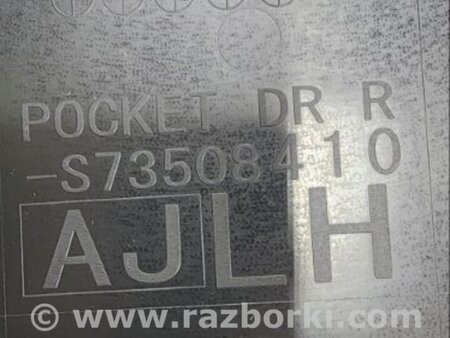 POCKET DR R
-S73508410
AJLH
© www.razborki.com